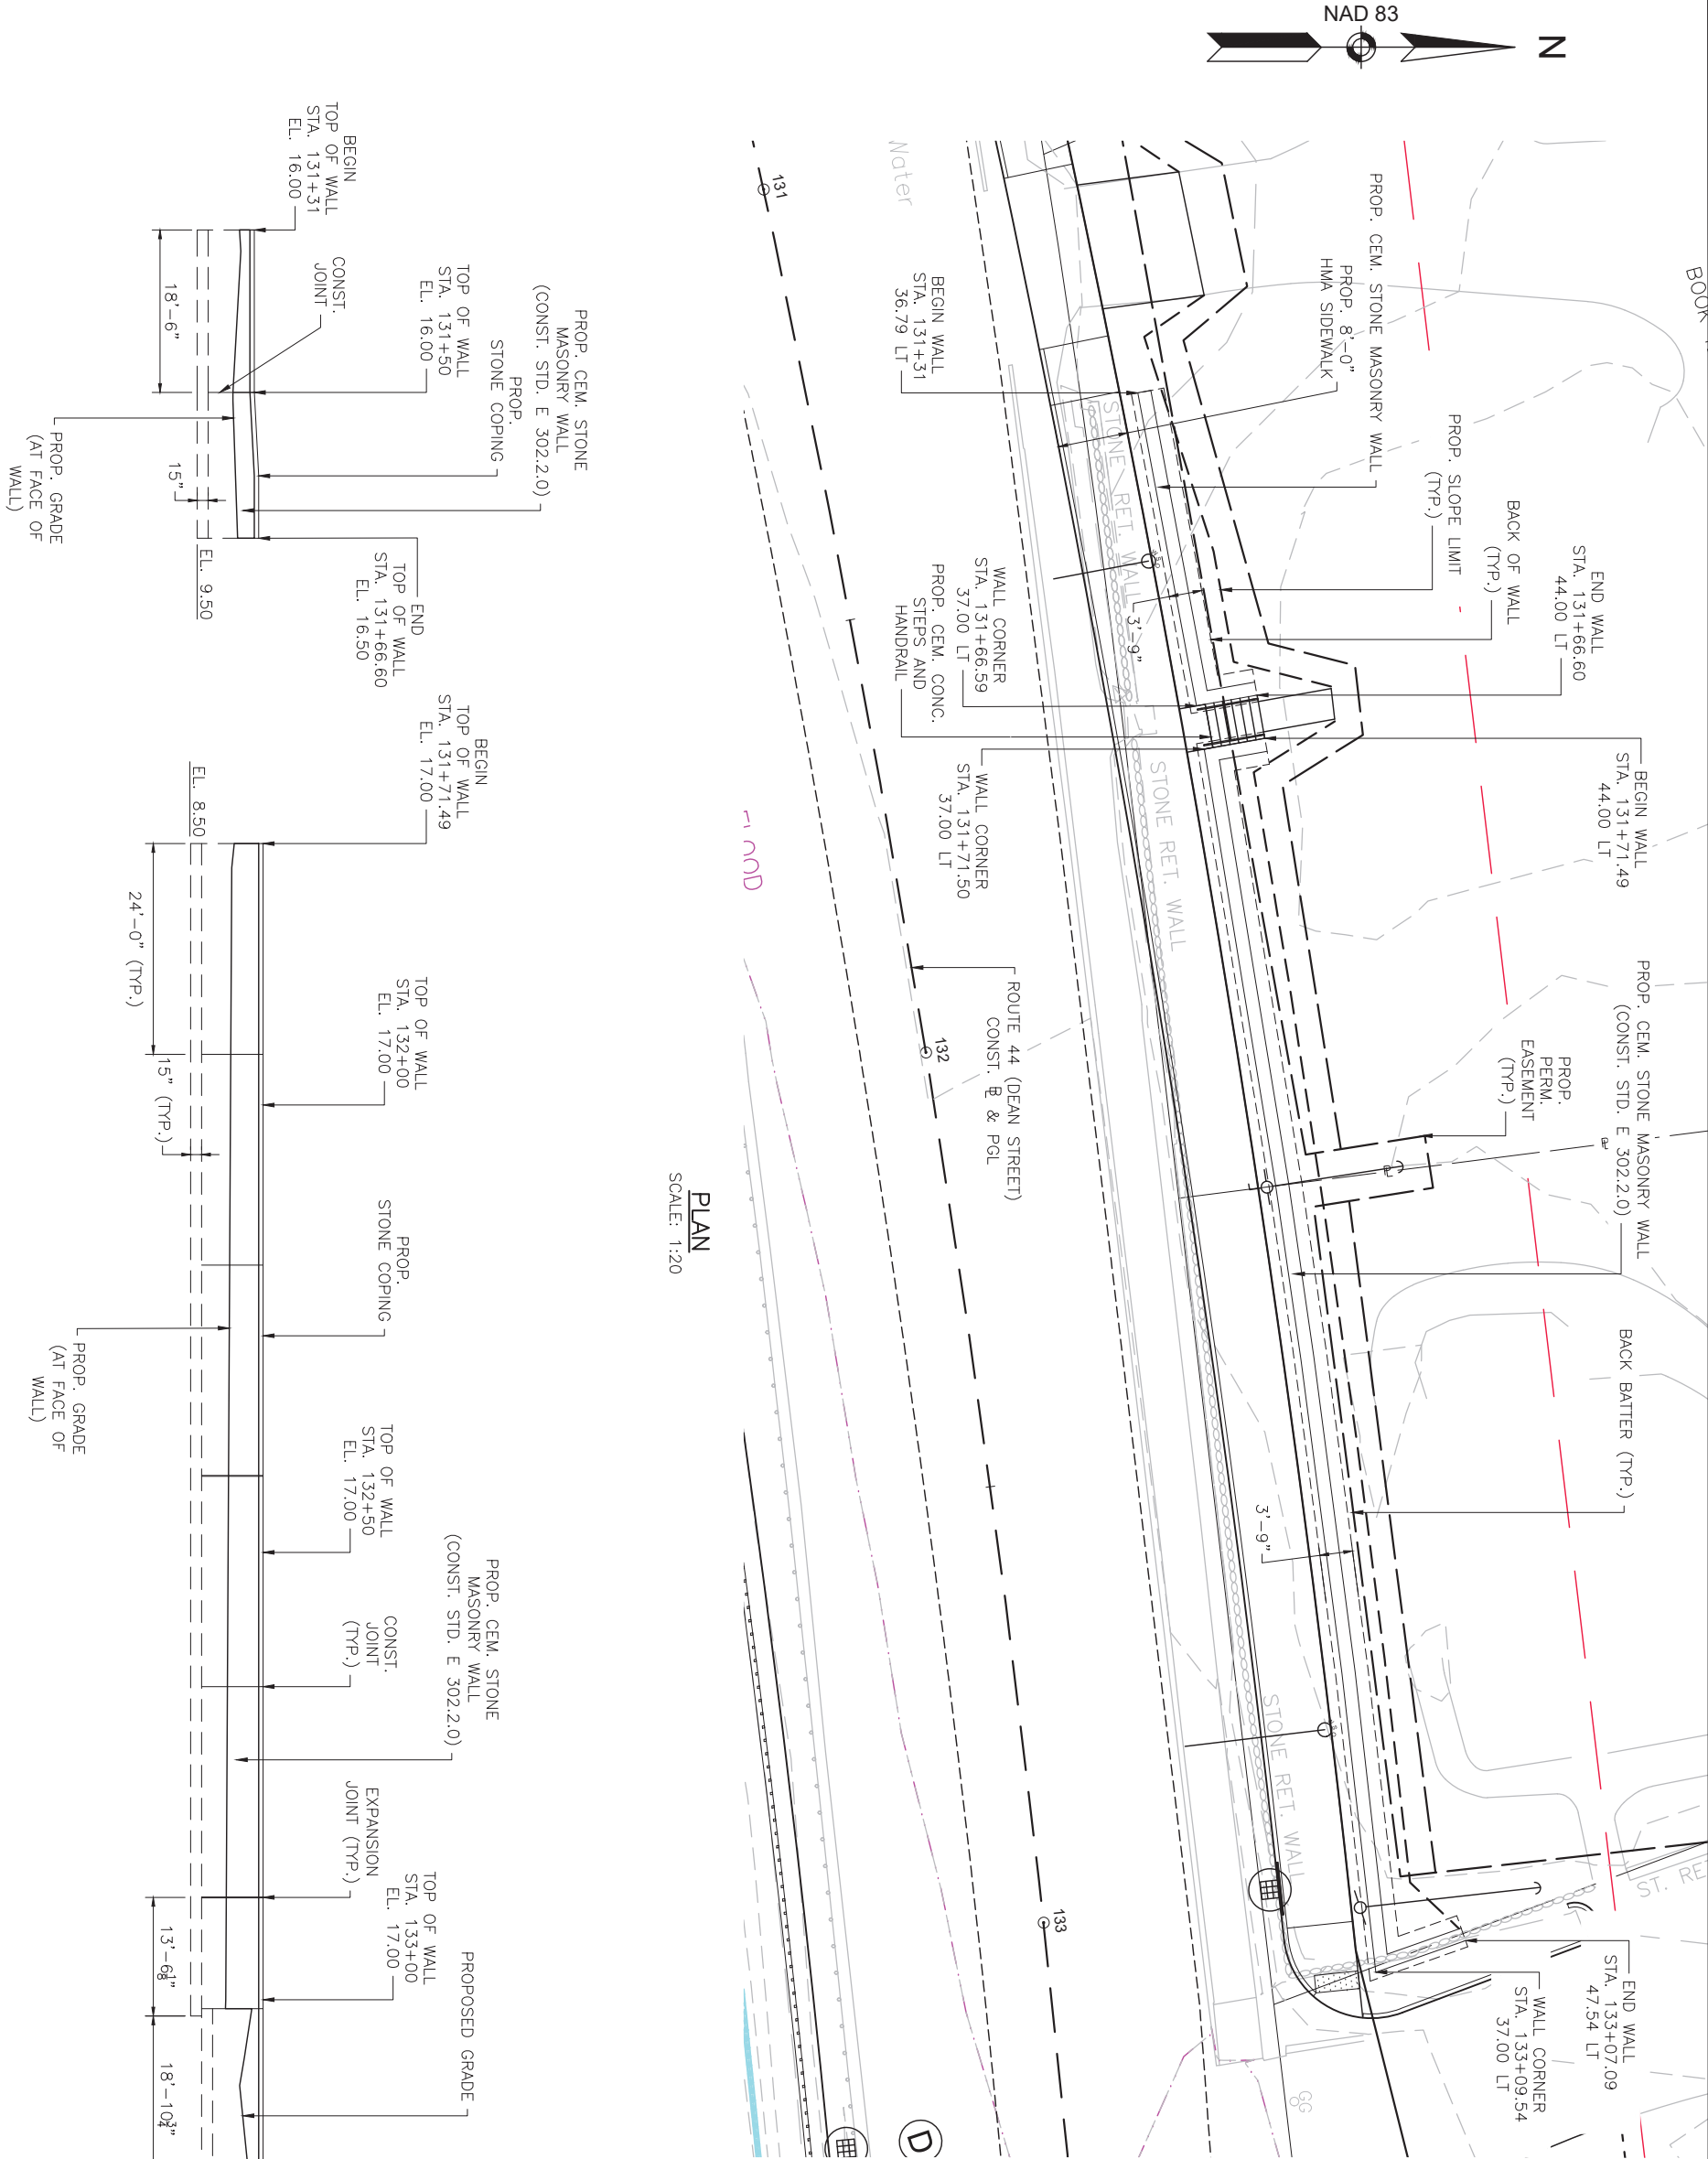 NAD 83
N
BOOK
PROP. CEM. STONE MASONRY WALL
PROP. 8'-0"
HMA SIDEWALK
PROP. SLOPE LIMIT
(TYP.)
BACK OF WALL
(TYP.)
END WALL
STA. 131+66.60
44.00 LT
BEGIN WALL
STA. 131+71.49
44.00 LT
PROP. CEM. STONE MASONRY WALL
(CONST. STD. E 302.2.0)
PROP.
PERM.
EASEMENT
(TYP.)
BACK BATTER (TYP.)
END WALL
STA. 133+07.09
47.54 LT
WALL CORNER
STA. 133+09.54
37.00 LT
Water
131
BEGIN WALL
STA. 131+31
36.79 LT
STONE RET. WALL
3'-9"
WALL CORNER
STA. 131+66.59
37.00 LT
PROP. CEM. CONC.
STEPS AND
HANDRAIL
WALL CORNER
STA. 131+71.50
37.00 LT
STONE RET. WALL
132
ROUTE 44 (DEAN STREET)
CONST. BL & PGL
3'-9"
STONE RET. WALL
133
ST. RE
GG
D
FLOOD
PLAN
SCALE: 1:20
BEGIN
TOP OF WALL
STA. 131+31
EL. 16.00
CONST.
JOINT
18'-6"
TOP OF WALL
STA. 131+50
EL. 16.00
PROP.
STONE COPING
PROP. CEM. STONE
MASONRY WALL
(CONST. STD. E 302.2.0)
PROP. GRADE
(AT FACE OF
WALL)
15"
EL. 9.50
END
TOP OF WALL
STA. 131+66.60
EL. 16.50
BEGIN
TOP OF WALL
STA. 131+71.49
EL. 17.00
EL. 8.50
24'-0" (TYP.)
TOP OF WALL
STA. 132+00
EL. 17.00
15" (TYP.)
PROP.
STONE COPING
PROP. GRADE
(AT FACE OF
WALL)
TOP OF WALL
STA. 132+50
EL. 17.00
PROP. CEM. STONE
MASONRY WALL
(CONST. STD. E 302.2.0)
CONST.
JOINT
(TYP.)
EXPANSION
JOINT (TYP.)
TOP OF WALL
STA. 133+00
EL. 17.00
PROPOSED GRADE
13'-6 1/8"
18'-10 3/4"